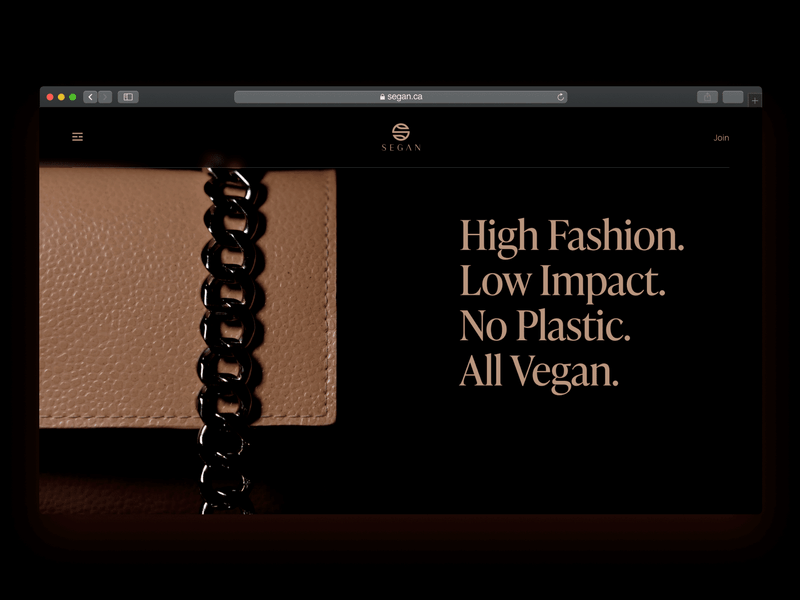 segan.ca
SEGAN
Join
High Fashion.
Low Impact.
No Plastic.
All Vegan.